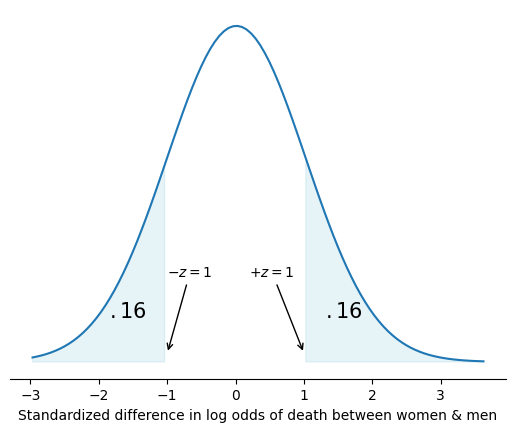 −z = 1
+z = 1
.16
.16
−3 −2 −1 0 1 2 3
Standardized difference in log odds of death between women & men